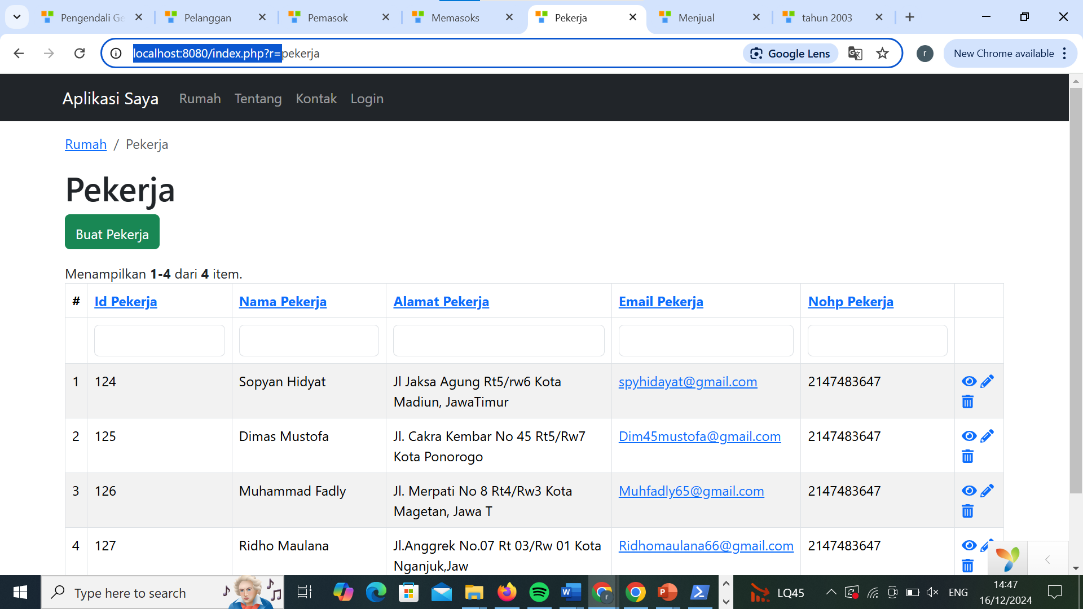 Pengendali Go
Pelanggan
Pemasok
Memasoks
Pekerja
Menjual
tahun 2003
localhost:8080/index.php?r=pekerja
Google Lens
r
New Chrome available
Aplikasi Saya
Rumah
Tentang
Kontak
Login
Rumah / Pekerja
Pekerja
Buat Pekerja
Menampilkan 1-4 dari 4 item.
# Id Pekerja Nama Pekerja Alamat Pekerja Email Pekerja Nohp Pekerja
1 124 Sopyan Hidyat Jl Jaksa Agung Rt5/rw6 Kota spyhidayat@gmail.com 2147483647
Madiun, JawaTimur
2 125 Dimas Mustofa Jl. Cakra Kembar No 45 Rt5/Rw7 Dim45mustofa@gmail.com 2147483647
Kota Ponorogo
3 126 Muhammad Fadly Jl. Merpati No 8 Rt4/Rw3 Kota Muhfadly65@gmail.com 2147483647
Magetan, Jawa T
4 127 Ridho Maulana Jl.Anggrek No.07 Rt 03/Rw 01 Kota Ridhomaulana66@gmail.com 2147483647
Nganjuk,Jaw
Type here to search
LQ45
ENG
14:47
16/12/2024